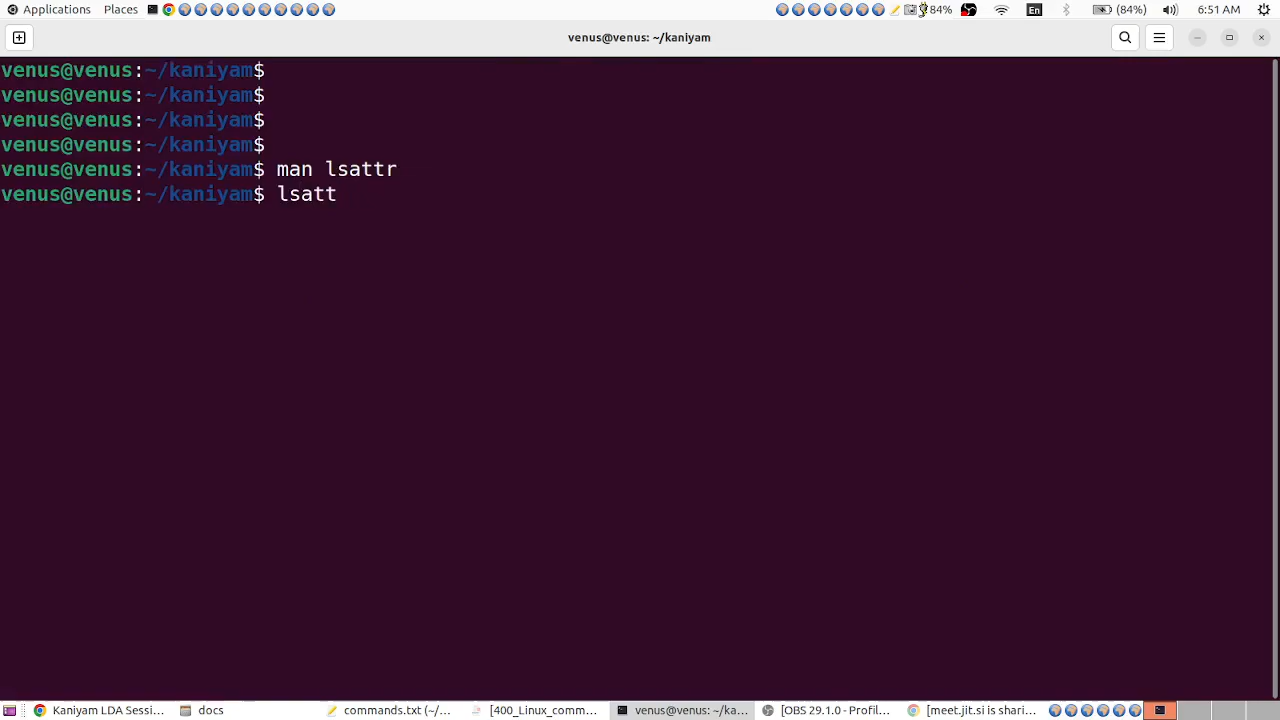 Applications Places 84% En (84%) 6:51 AM
venus@venus: ~/kaniyam
venus@venus:~/kaniyam$
venus@venus:~/kaniyam$
venus@venus:~/kaniyam$
venus@venus:~/kaniyam$
venus@venus:~/kaniyam$ man lsattr
venus@venus:~/kaniyam$ lsatt
Kaniyam LDA Sessi... docs commands.txt (~/... [400_Linux_comm... venus@venus: ~/ka... [OBS 29.1.0 - Profil... [meet.jit.si is shari...